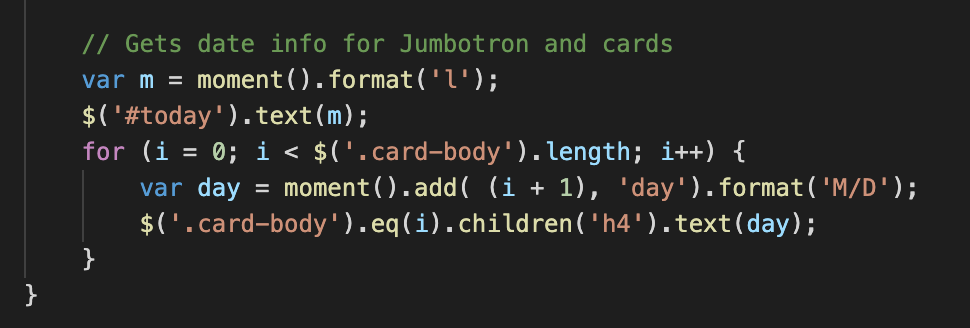 // Gets date info for Jumbotron and cards
var m = moment().format('l');
$('#today').text(m);
for (i = 0; i < $('.card-body').length; i++) {
var day = moment().add( (i + 1), 'day').format('M/D');
$('.card-body').eq(i).children('h4').text(day);
}
}